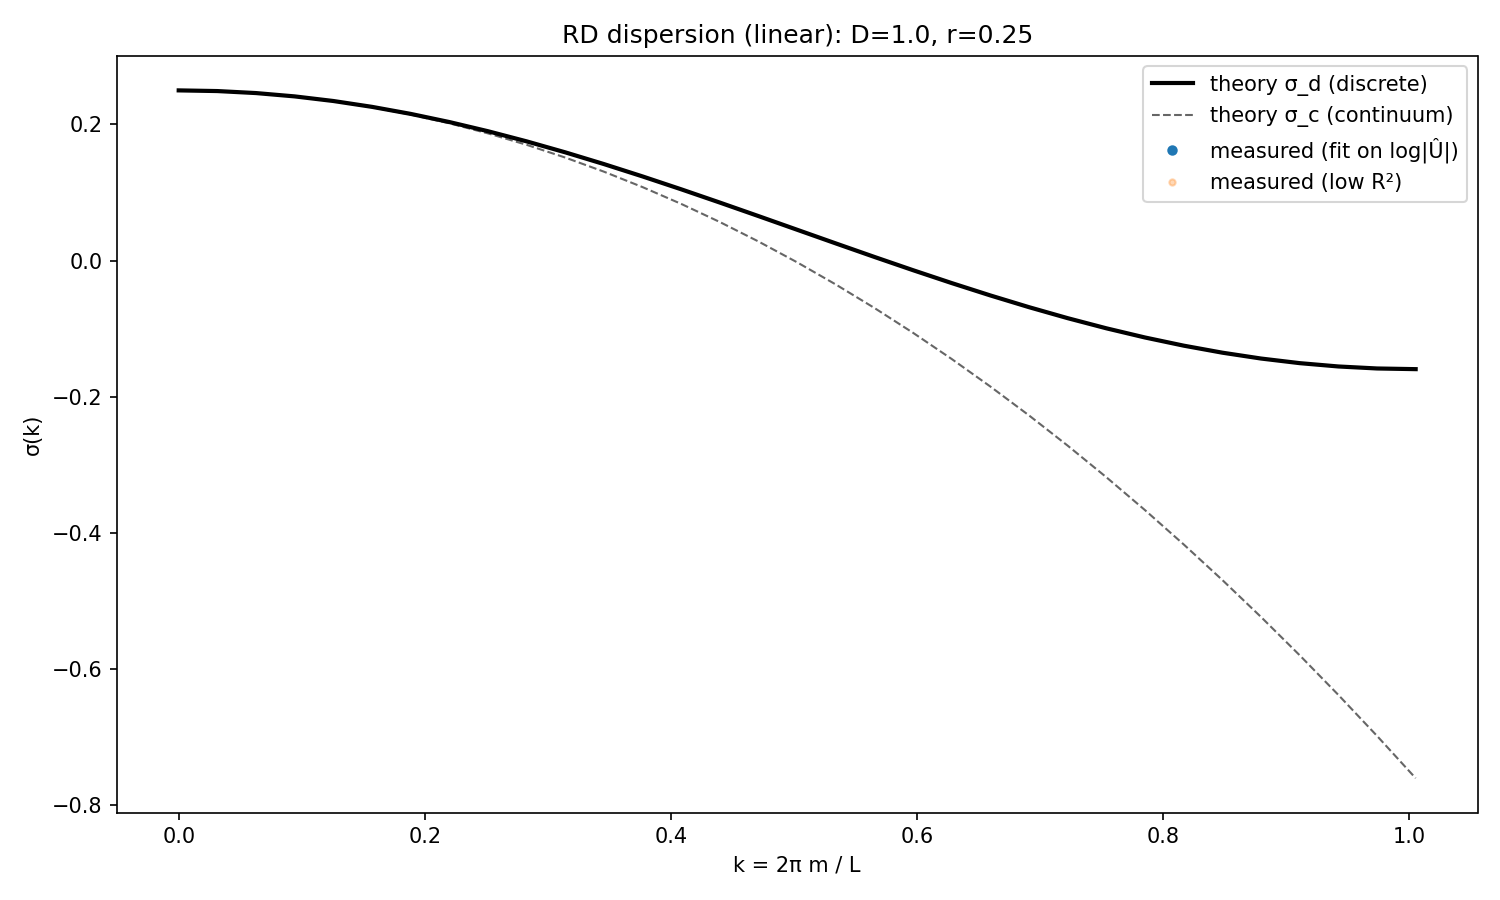 RD dispersion (linear): D=1.0, r=0.25
theory σ_d (discrete)
theory σ_c (continuum)
measured (fit on log|Û|)
measured (low R²)
0.2
0.0
−0.2
−0.4
−0.6
−0.8
σ(k)
0.0 0.2 0.4 0.6 0.8 1.0
k = 2π m / L